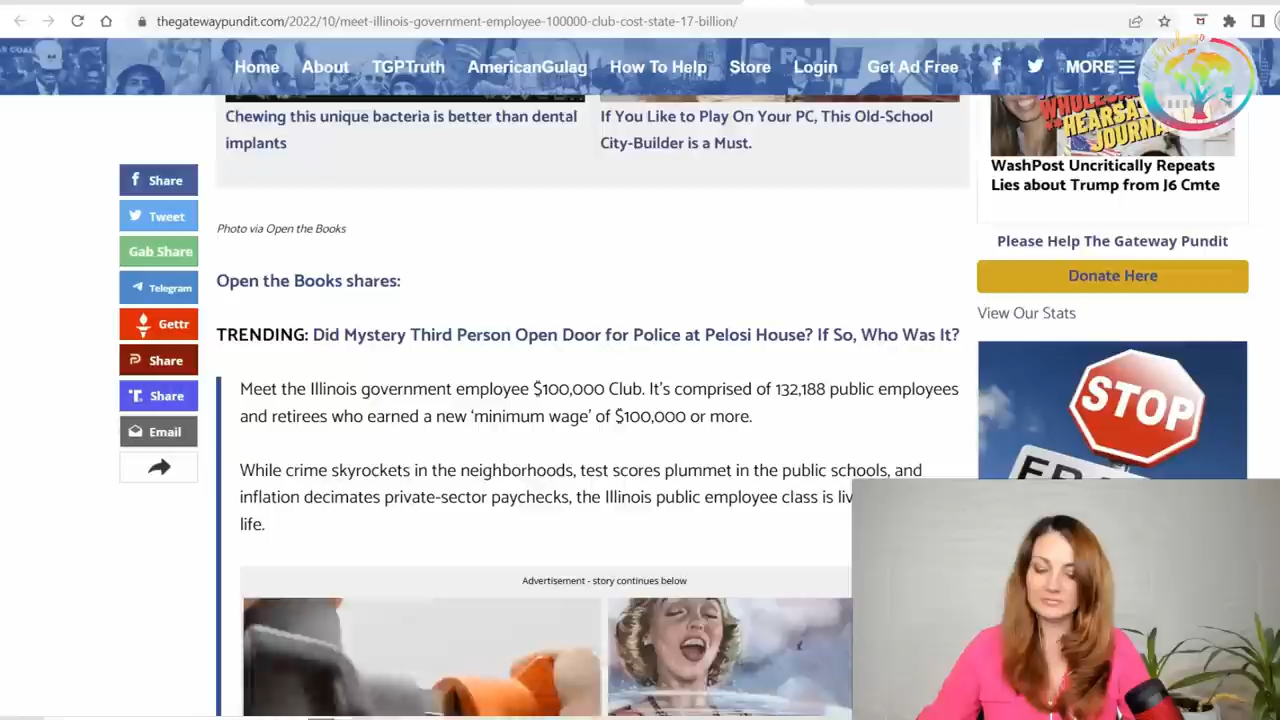 thegatewaypundit.com/2022/10/meet-illinois-government-employee-100000-club-cost-state-17-billion/
Home About TGPTruth AmericanGulag How To Help Store Login Get Ad Free MORE
Chewing this unique bacteria is better than dental
implants
If You Like to Play On Your PC, This Old-School
City-Builder is a Must.
HEARSAY
JOURNA
WashPost Uncritically Repeats
Lies about Trump from J6 Cmte
Share
Tweet
Gab Share
Telegram
Gettr
Share
Share
Email
Photo via Open the Books
Open the Books shares:
TRENDING: Did Mystery Third Person Open Door for Police at Pelosi House? If So, Who Was It?
Meet the Illinois government employee $100,000 Club. It's comprised of 132,188 public employees
and retirees who earned a new ‘minimum wage’ of $100,000 or more.
While crime skyrockets in the neighborhoods, test scores plummet in the public schools, and
inflation decimates private-sector paychecks, the Illinois public employee class is liv
life.
Advertisement - story continues below
Please Help The Gateway Pundit
Donate Here
View Our Stats
STOP